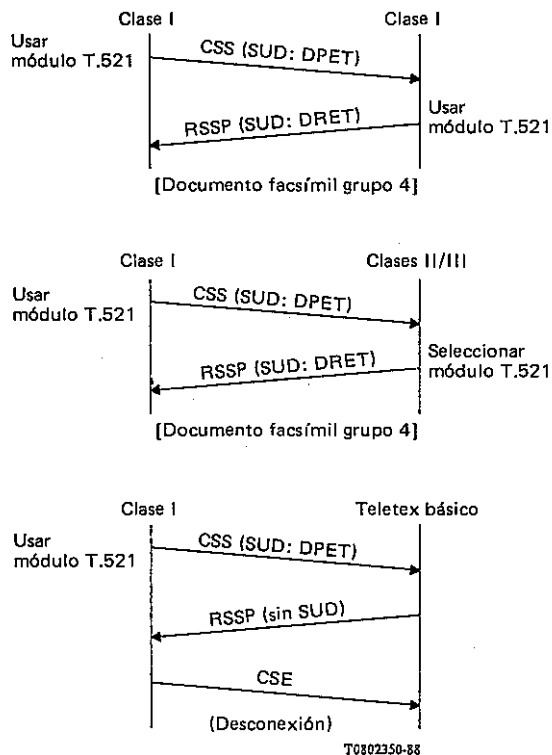 Clase I
Clase I
Usar
módulo T.521
CSS (SUD: DPET)
RSSP (SUD: DRET)
Usar
módulo T.521
[Documento facsímil grupo 4]
Clase I
Clases II/III
Usar
módulo T.521
CSS (SUD: DPET)
RSSP (SUD: DRET)
Seleccionar
módulo T.521
[Documento facsímil grupo 4]
Clase I
Teletex básico
Usar
módulo T.521
CSS (SUD: DPET)
RSSP (sin SUD)
CSE
(Desconexión)
T0802350-88